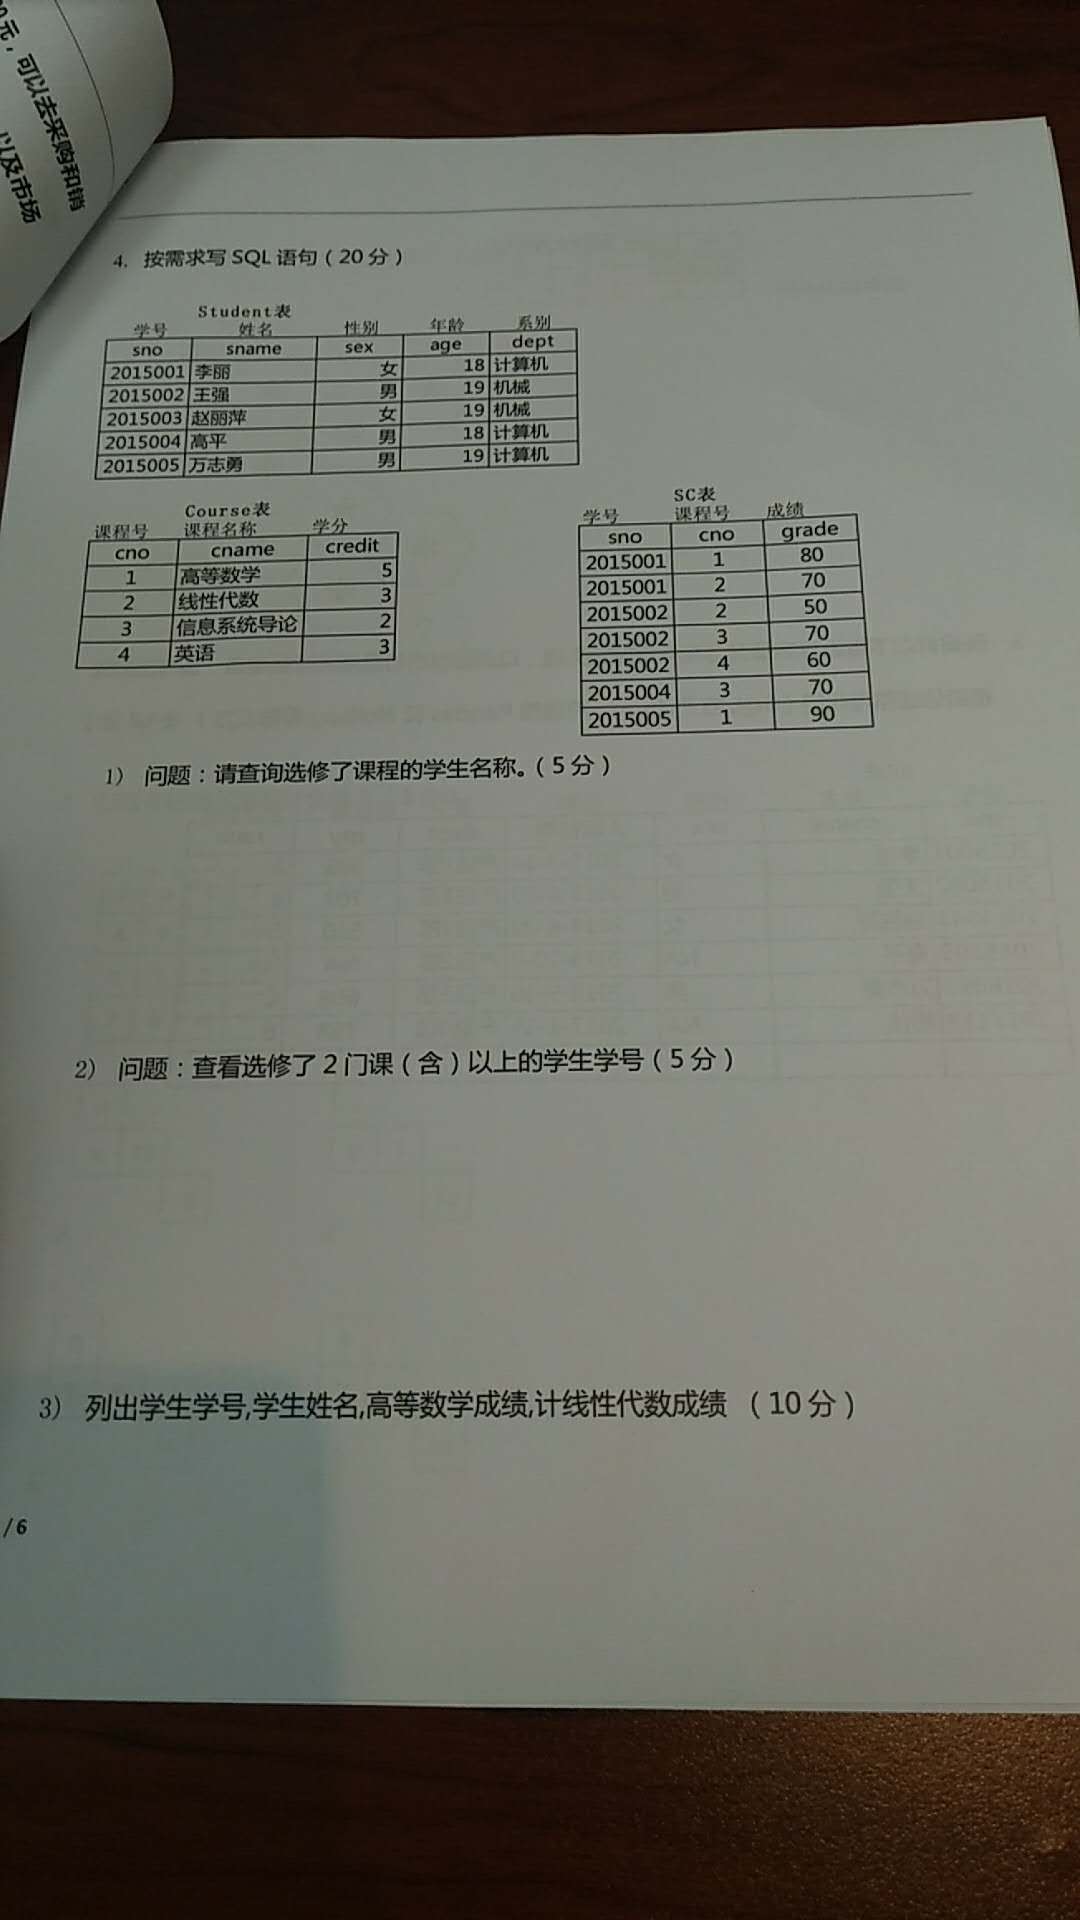 0元，可以去采购和销
以及市场
4. 按需求写 SQL 语句（20 分）
Student表
学号 姓名 性别 年龄 系别
sno sname sex age dept
2015001 李丽 女 18 计算机
2015002 王强 男 19 机械
2015003 赵丽萍 女 19 机械
2015004 高平 男 18 计算机
2015005 万志勇 男 19 计算机
Course表
课程号 课程名称 学分
cno cname credit
1 高等数学 5
2 线性代数 3
3 信息系统导论 2
4 英语 3
SC表
学号 课程号 成绩
sno cno grade
2015001 1 80
2015001 2 70
2015002 2 50
2015002 3 70
2015002 4 60
2015004 3 70
2015005 1 90
1） 问题：请查询选修了课程的学生名称。（5 分）
2） 问题：查看选修了 2 门课（含）以上的学生学号（5 分）
3） 列出学生学号,学生姓名,高等数学成绩,计线性代数成绩 （10 分）
/ 6